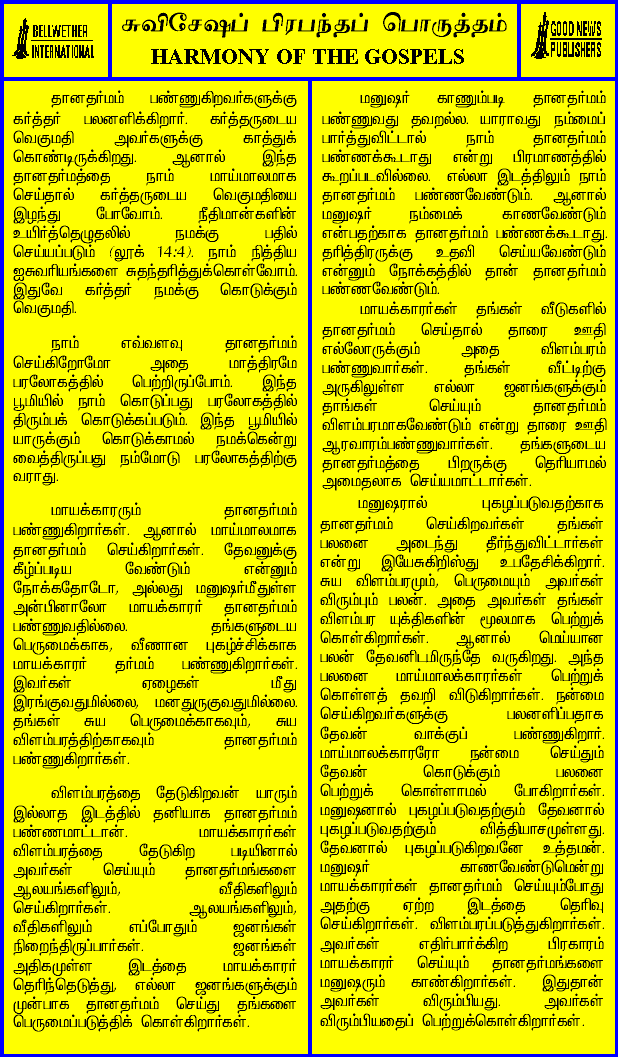 BELLWETHER
INTERNATIONAL
சுவிசேஷப் பிரபந்தப் பொருத்தம்
HARMONY OF THE GOSPELS
GOOD NEWS
PUBLISHERS
தானதர்மம் பண்ணுகிறவர்களுக்கு
கர்த்தர் பலனளிக்கிறார். கர்த்தருடைய
வெகுமதி அவர்களுக்கு காத்துக்
கொண்டிருக்கிறது. ஆனால் இந்த
தானதர்மத்தை நாம் மாய்மாலமாக
செய்தால் கர்த்தருடைய வெகுமதியை
இழந்து போவோம். நீதிமான்களின்
உயிர்த்தெழுதலில் நமக்கு பதில்
செய்யப்படும் (லூக் 14:4). நாம் நித்திய
ஐசுவரியங்களை சுதந்தரித்துக்கொள்வோம்.
இதுவே கர்த்தர் நமக்கு கொடுக்கும்
வெகுமதி.
நாம் எவ்வளவு தானதர்மம்
செய்கிறோமோ அதை மாத்திரமே
பரலோகத்தில் பெற்றிருப்போம். இந்த
பூமியில் நாம் கொடுப்பது பரலோகத்தில்
திரும்பக் கொடுக்கப்படும். இந்த பூமியில்
யாருக்கும் கொடுக்காமல் நமக்கென்று
வைத்திருப்பது நம்மோடு பரலோகத்திற்கு
வராது.
மாயக்காரரும் தானதர்மம்
பண்ணுகிறார்கள். ஆனால் மாய்மாலமாக
தானதர்மம் செய்கிறார்கள். தேவனுக்கு
கீழ்ப்படிய வேண்டும் என்னும்
நோக்கதோடோ, அல்லது மனுஷர்மீதுள்ள
அன்பினாலோ மாயக்காரர் தானதர்மம்
பண்ணுவதில்லை. தங்களுடைய
பெருமைக்காக, வீணான புகழ்ச்சிக்காக
மாயக்காரர் தர்மம் பண்ணுகிறார்கள்.
இவர்கள் ஏழைகள் மீது
இரங்குவதுமில்லை, மனதுருகுவதுமில்லை.
தங்கள் சுய பெருமைக்காகவும், சுய
விளம்பரத்திற்காகவும் தானதர்மம்
பண்ணுகிறார்கள்.
விளம்பரத்தை தேடுகிறவன் யாரும்
இல்லாத இடத்தில் தனியாக தானதர்மம்
பண்ணமாட்டான். மாயக்காரர்கள்
விளம்பரத்தை தேடுகிற படியினால்
அவர்கள் செய்யும் தானதர்மங்களை
ஆலயங்களிலும், வீதிகளிலும்
செய்கிறார்கள். ஆலயங்களிலும்,
வீதிகளிலும் எப்போதும் ஜனங்கள்
நிறைந்திருப்பார்கள். ஜனங்கள்
அதிகமுள்ள இடத்தை மாயக்காரர்
தெரிந்தெடுத்து, எல்லா ஜனங்களுக்கும்
முன்பாக தானதர்மம் செய்து தங்களை
பெருமைப்படுத்திக் கொள்கிறார்கள்.
மனுஷர் காணும்படி தானதர்மம்
பண்ணுவது தவறல்ல. யாராவது நம்மைப்
பார்த்துவிட்டால் நாம் தானதர்மம்
பண்ணக்கூடாது என்று பிரமாணத்தில்
கூறப்படவில்லை. எல்லா இடத்திலும் நாம்
தானதர்மம் பண்ணவேண்டும். ஆனால்
மனுஷர் நம்மைக் காணவேண்டும்
என்பதற்காக தானதர்மம் பண்ணக்கூடாது.
தரித்திரருக்கு உதவி செய்யவேண்டும்
என்னும் நோக்கத்தில் தான் தானதர்மம்
பண்ணவேண்டும்.
மாயக்காரர்கள் தங்கள் வீடுகளில்
தானதர்மம் செய்தால் தாரை ஊதி
எல்லோருக்கும் அதை விளம்பரம்
பண்ணுவார்கள். தங்கள் வீட்டிற்கு
அருகிலுள்ள எல்லா ஜனங்களுக்கும்
தாங்கள் செய்யும் தானதர்மம்
விளம்பரமாகவேண்டும் என்று தாரை ஊதி
ஆரவாரம்பண்ணுவார்கள். தங்களுடைய
தானதர்மத்தை பிறருக்கு தெரியாமல்
அமைதலாக செய்யமாட்டார்கள்.
மனுஷரால் புகழப்படுவதற்காக
தானதர்மம் செய்கிறவர்கள் தங்கள்
பலனை அடைந்து தீர்ந்துவிட்டார்கள்
என்று இயேசுகிறிஸ்து உபதேசிக்கிறார்.
சுய விளம்பரமும், பெருமையும் அவர்கள்
விரும்பும் பலன். அதை அவர்கள் தங்கள்
விளம்பர யுக்திகளின் மூலமாக பெற்றுக்
கொள்கிறார்கள். ஆனால் மெய்யான
பலன் தேவனிடமிருந்தே வருகிறது. அந்த
பலனை மாய்மாலக்காரர்கள் பெற்றுக்
கொள்ளத் தவறி விடுகிறார்கள். நன்மை
செய்கிறவர்களுக்கு பலனளிப்பதாக
தேவன் வாக்குப் பண்ணுகிறார்.
மாய்மாலக்காரரோ நன்மை செய்தும்
தேவன் கொடுக்கும் பலனை
பெற்றுக் கொள்ளாமல் போகிறார்கள்.
மனுஷனால் புகழப்படுவதற்கும் தேவனால்
புகழப்படுவதற்கும் வித்தியாசமுள்ளது.
தேவனால் புகழப்படுகிறவனே உத்தமன்.
மனுஷர் காணவேண்டுமென்று
மாயக்காரர்கள் தானதர்மம் செய்யும்போது
அதற்கு ஏற்ற இடத்தை தெரிவு
செய்கிறார்கள். விளம்பரப்படுத்துகிறார்கள்.
அவர்கள் எதிர்பார்க்கிற பிரகாரம்
மாயக்காரர் செய்யும் தானதர்மங்களை
மனுஷரும் காண்கிறார்கள். இதுதான்
அவர்கள் விரும்பியது. அவர்கள்
விரும்பியதைப் பெற்றுக்கொள்கிறார்கள்.